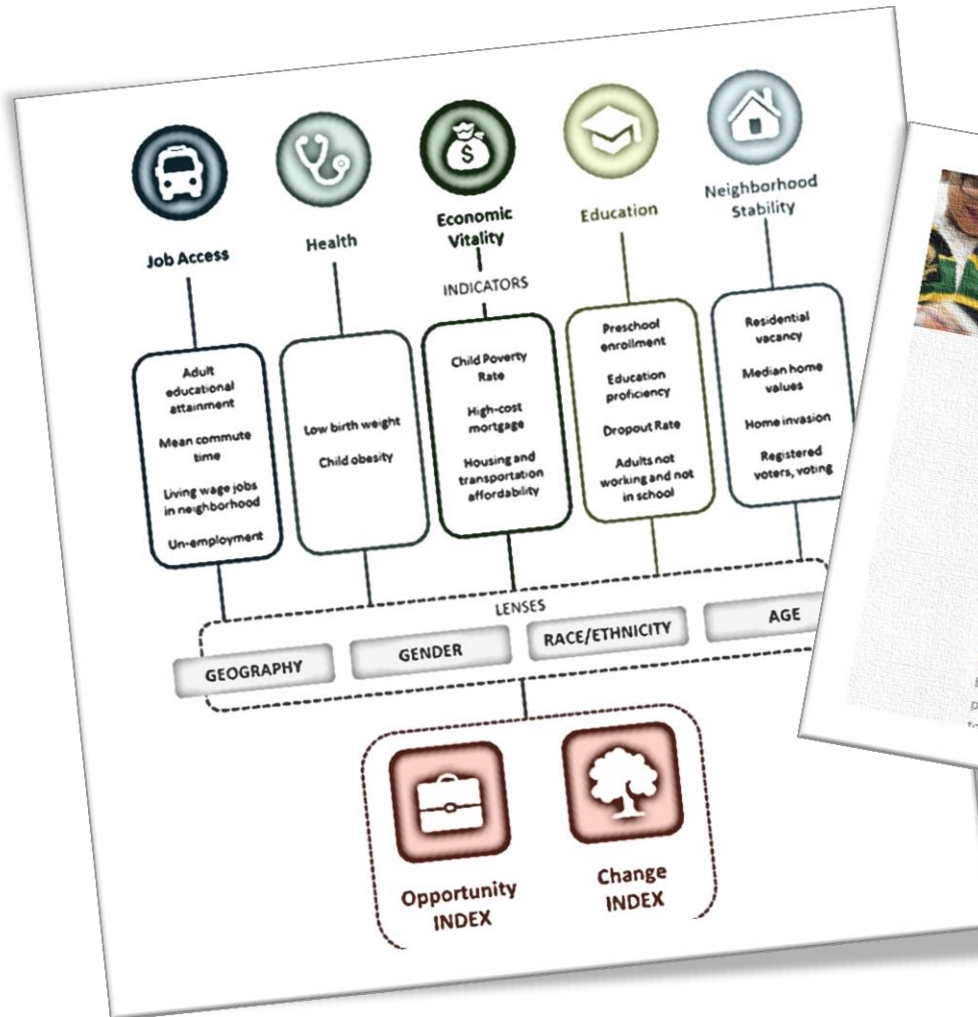 Job Access
Health
Economic
Vitality
Education
Neighborhood
Stability
INDICATORS
Adult
educational
attainment
Mean commute
time
Living wage jobs
in neighborhood
Un-employment
Low birth weight
Child obesity
Child Poverty
Rate
High-cost
mortgage
Housing and
transportation
affordability
Preschool
enrollment
Education
proficiency
Dropout Rate
Adults not
working and not
in school
Residential
vacancy
Median home
values
Home invasion
Registered
voters, voting
LENSES
GEOGRAPHY
GENDER
RACE/ETHNICITY
AGE
Opportunity
INDEX
Change
INDEX